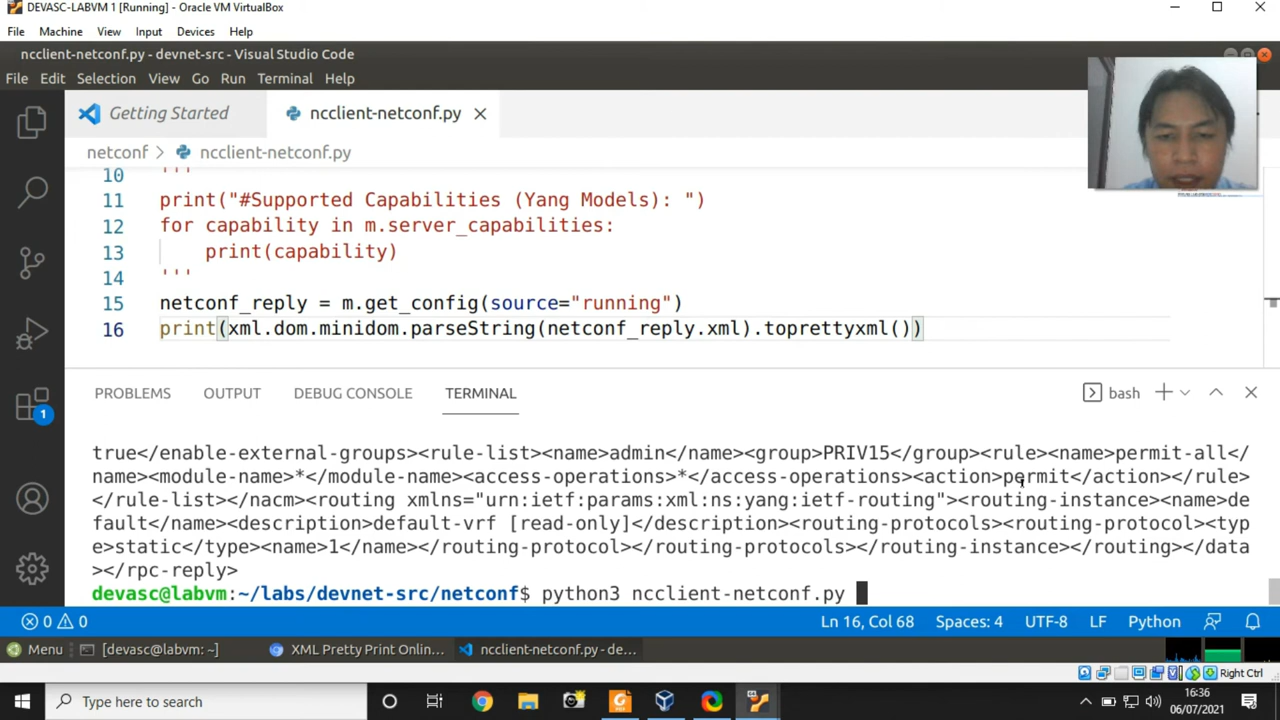 DEVASC-LABVM 1 [Running] - Oracle VM VirtualBox
File Machine View Input Devices Help
ncclient-netconf.py - devnet-src - Visual Studio Code
File Edit Selection View Go Run Terminal Help
Getting Started ncclient-netconf.py
netconf > ncclient-netconf.py
10 '''
11 print("#Supported Capabilities (Yang Models): ")
12 for capability in m.server_capabilities:
13 print(capability)
14 '''
15 netconf_reply = m.get_config(source="running")
16 print(xml.dom.minidom.parseString(netconf_reply.xml).toprettyxml())
PROBLEMS OUTPUT DEBUG CONSOLE TERMINAL bash
true</enable-external-groups><rule-list><name>admin</name><group>PRIV15</group><rule><name>permit-all</
name><module-name>*</module-name><access-operations>*</access-operations><action>permit</action></rule>
</rule-list></nacm><routing xmlns="urn:ietf:params:xml:ns:yang:ietf-routing"><routing-instance><name>de
fault</name><description>default-vrf [read-only]</description><routing-protocols><routing-protocol><typ
e>static</type><name>1</name></routing-protocol></routing-protocols></routing-instance></routing></data
></rpc-reply>
devasc@labvm:~/labs/devnet-src/netconf$ python3 ncclient-netconf.py
1
0 0 Ln 16, Col 68 Spaces: 4 UTF-8 LF Python
Menu [devasc@labvm: ~] XML Pretty Print Onlin... ncclient-netconf.py - de...
Right Ctrl
Type here to search
16:36
06/07/2021